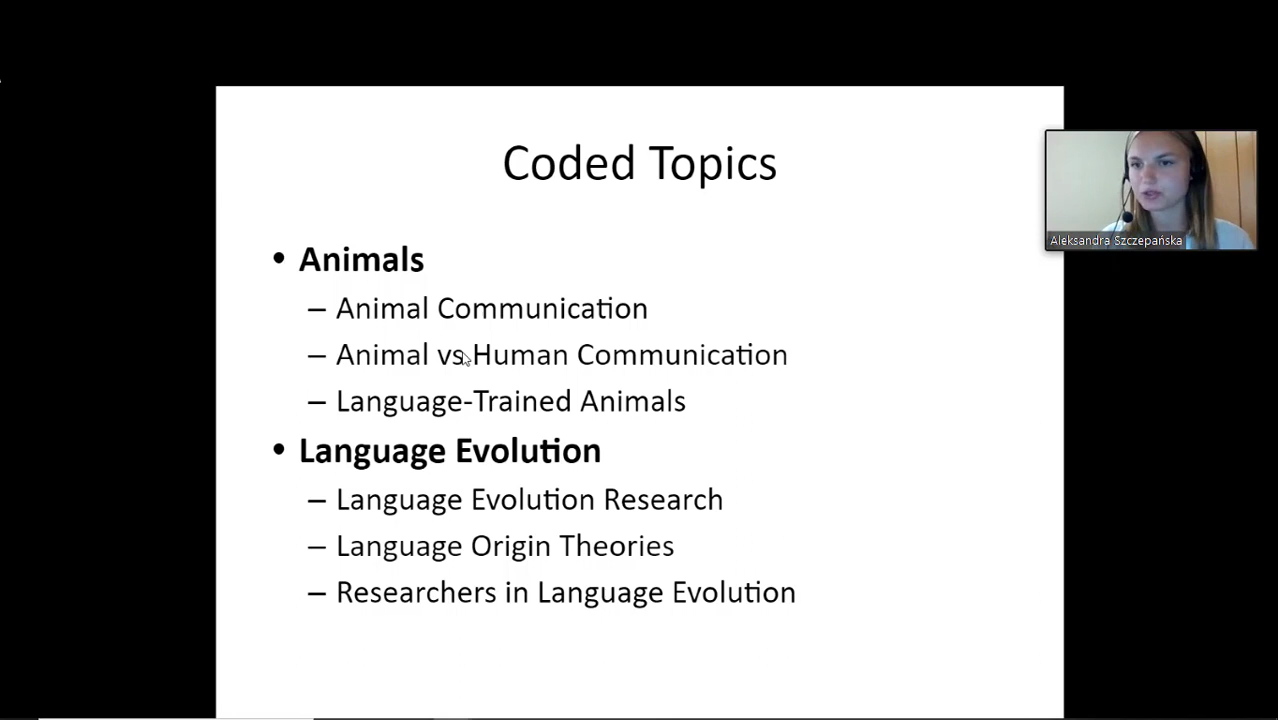 Coded Topics
• Animals
– Animal Communication
– Animal vs Human Communication
– Language-Trained Animals
• Language Evolution
– Language Evolution Research
– Language Origin Theories
– Researchers in Language Evolution
Aleksandra Szczepańska